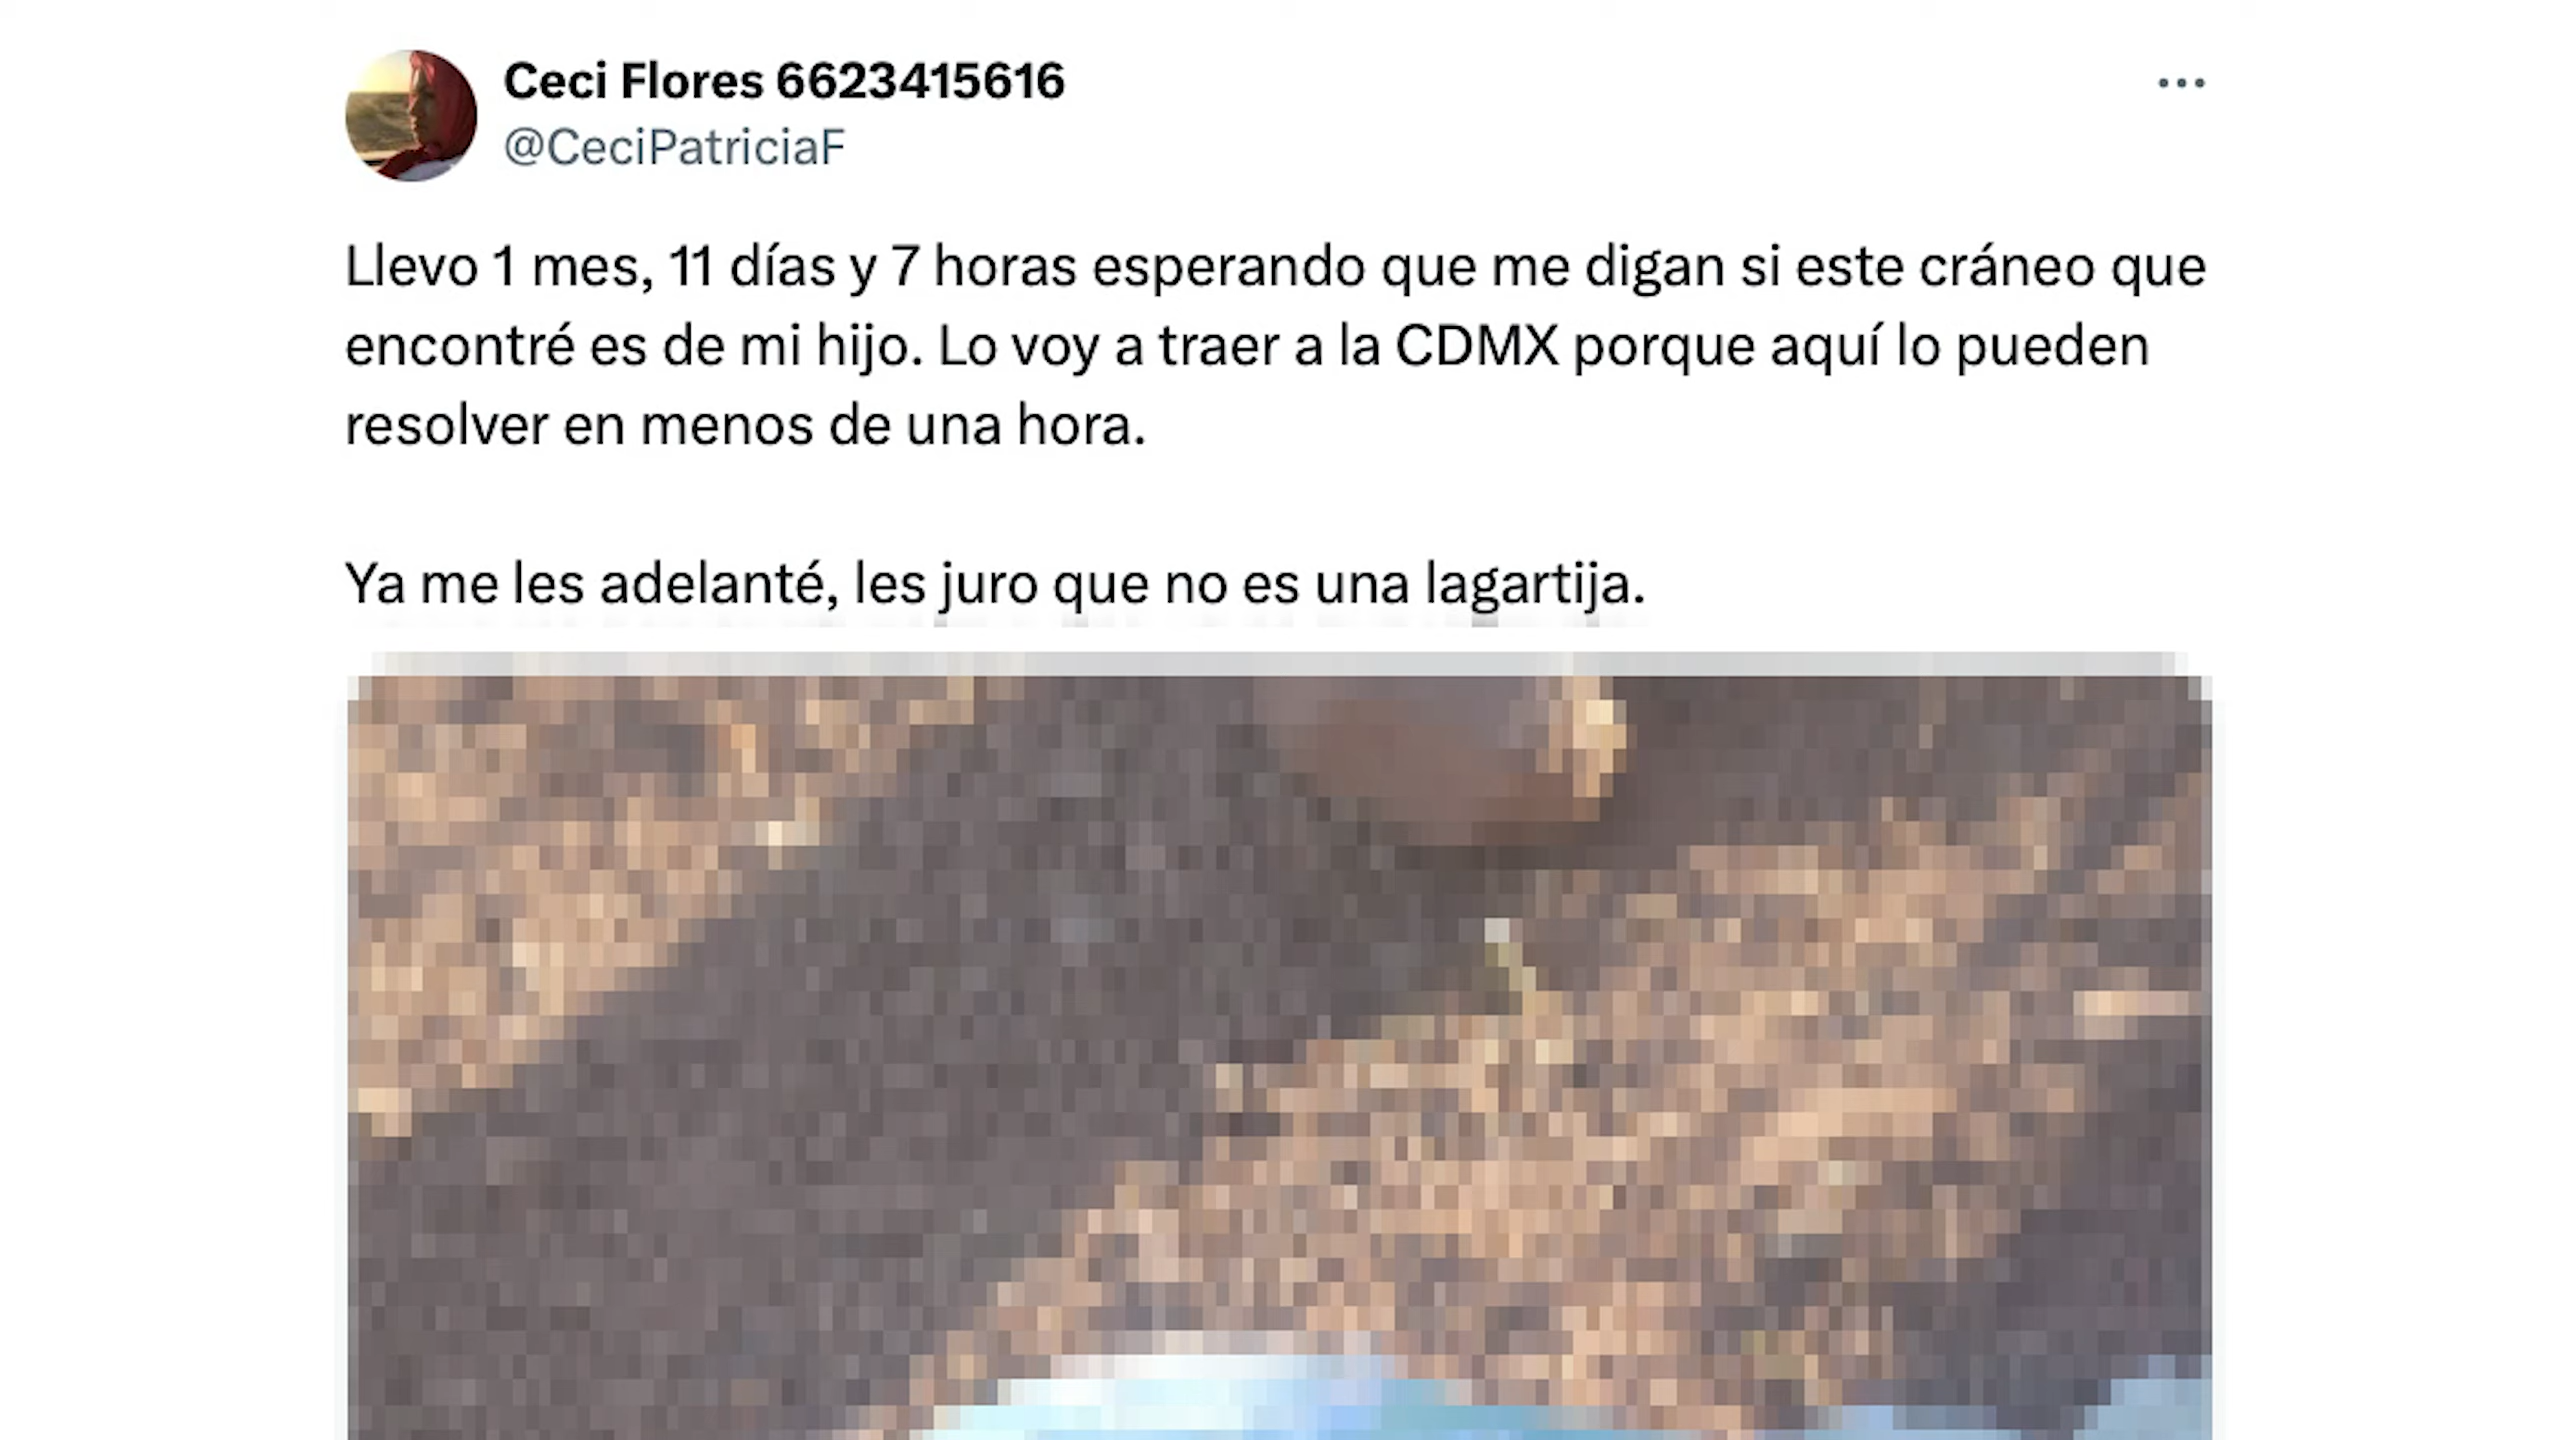 Ceci Flores 6623415616
@CeciPatriciaF
Llevo 1 mes, 11 días y 7 horas esperando que me digan si este cráneo que
encontré es de mi hijo. Lo voy a traer a la CDMX porque aquí lo pueden
resolver en menos de una hora.
Ya me les adelanté, les juro que no es una lagartija.